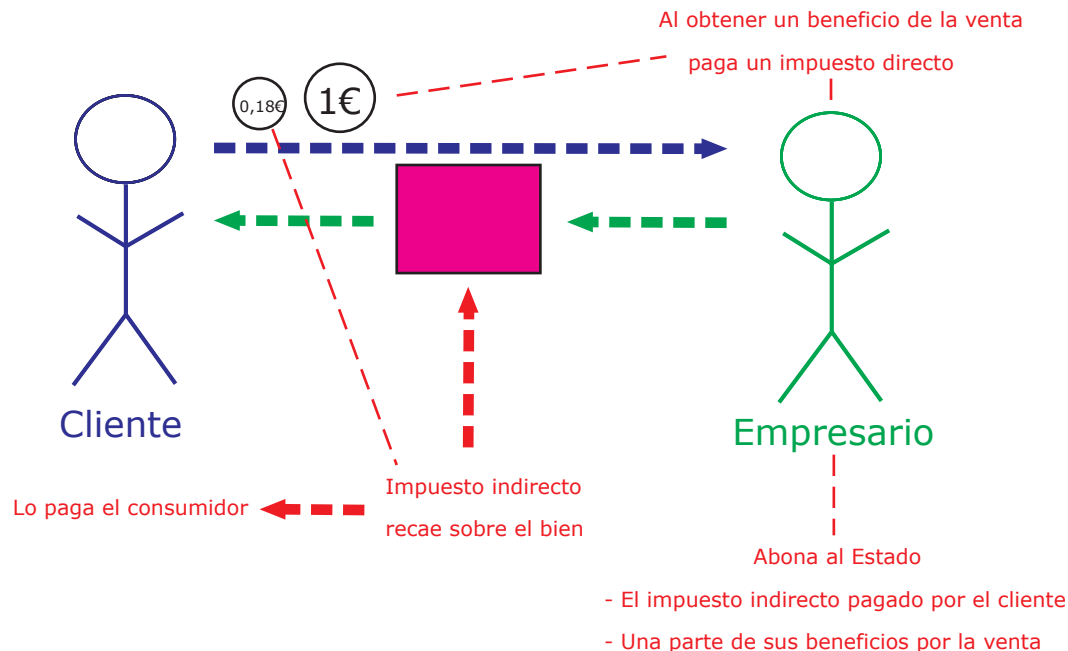 Al obtener un beneficio de la venta
paga un impuesto directo
0,18€
1€
Cliente
Empresario
Impuesto indirecto
recae sobre el bien
Lo paga el consumidor
Abona al Estado
- El impuesto indirecto pagado por el cliente
- Una parte de sus beneficios por la venta